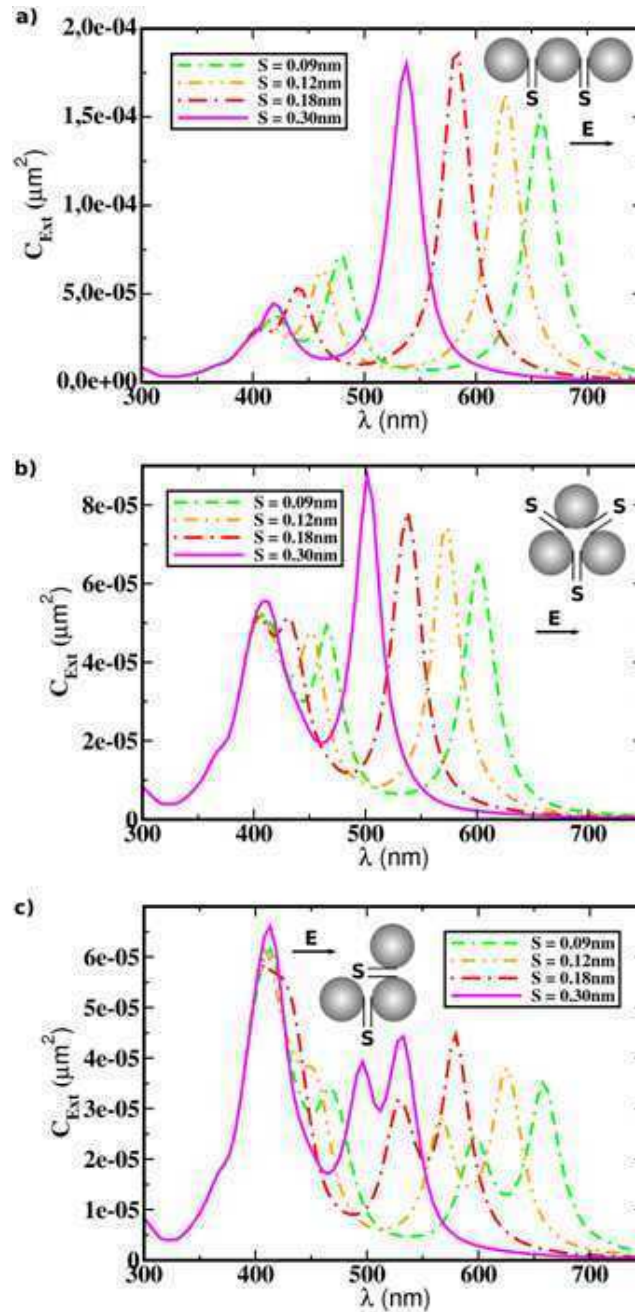 a)
2,0e-04
1,5e-04
1,0e-04
5,0e-05
0,0e+00
C_Ext (μm²)
S = 0.09nm
S = 0.12nm
S = 0.18nm
S = 0.30nm
S S
E
300 400 500 600 700
λ (nm)
b)
8e-05
6e-05
4e-05
2e-05
0
C_Ext (μm²)
S = 0.09nm
S = 0.12nm
S = 0.18nm
S = 0.30nm
S S
S
E
300 400 500 600 700
λ (nm)
c)
6e-05
5e-05
4e-05
3e-05
2e-05
1e-05
0
C_Ext (μm²)
E
S
S
S = 0.09nm
S = 0.12nm
S = 0.18nm
S = 0.30nm
300 400 500 600 700
λ (nm)